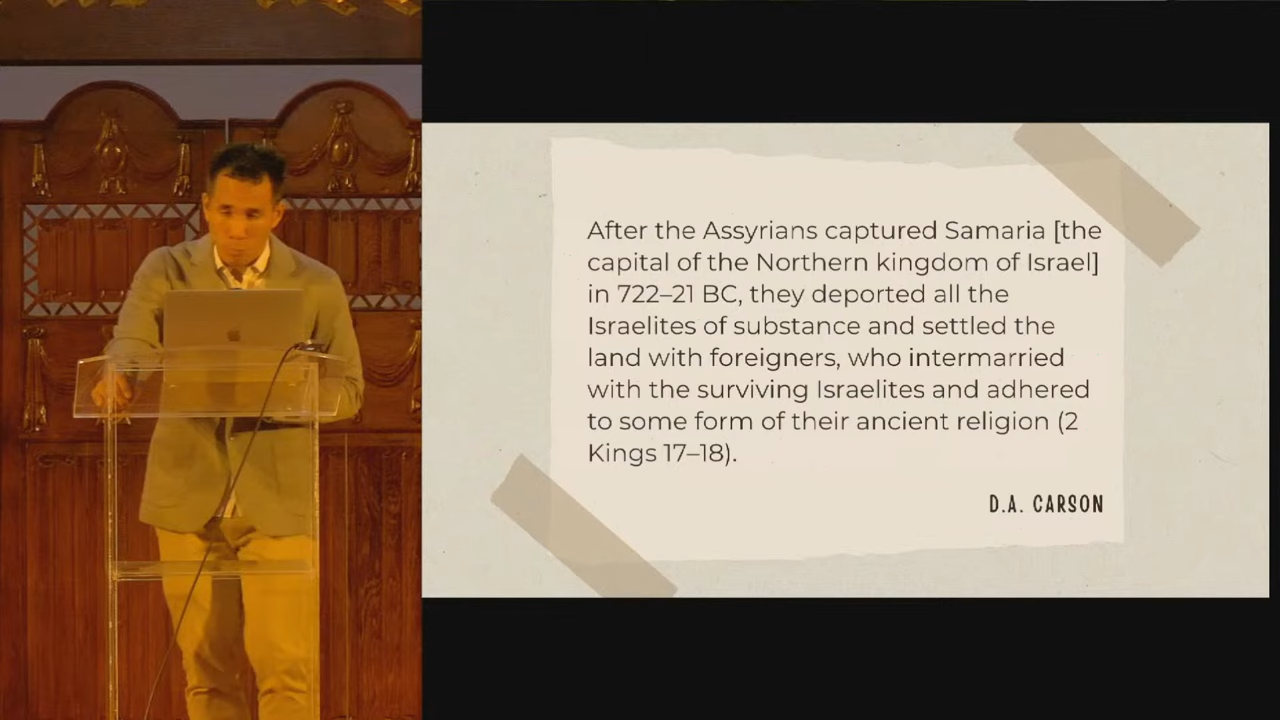 After the Assyrians captured Samaria [the
capital of the Northern kingdom of Israel]
in 722–21 BC, they deported all the
Israelites of substance and settled the
land with foreigners, who intermarried
with the surviving Israelites and adhered
to some form of their ancient religion (2
Kings 17–18).
D.A. CARSON